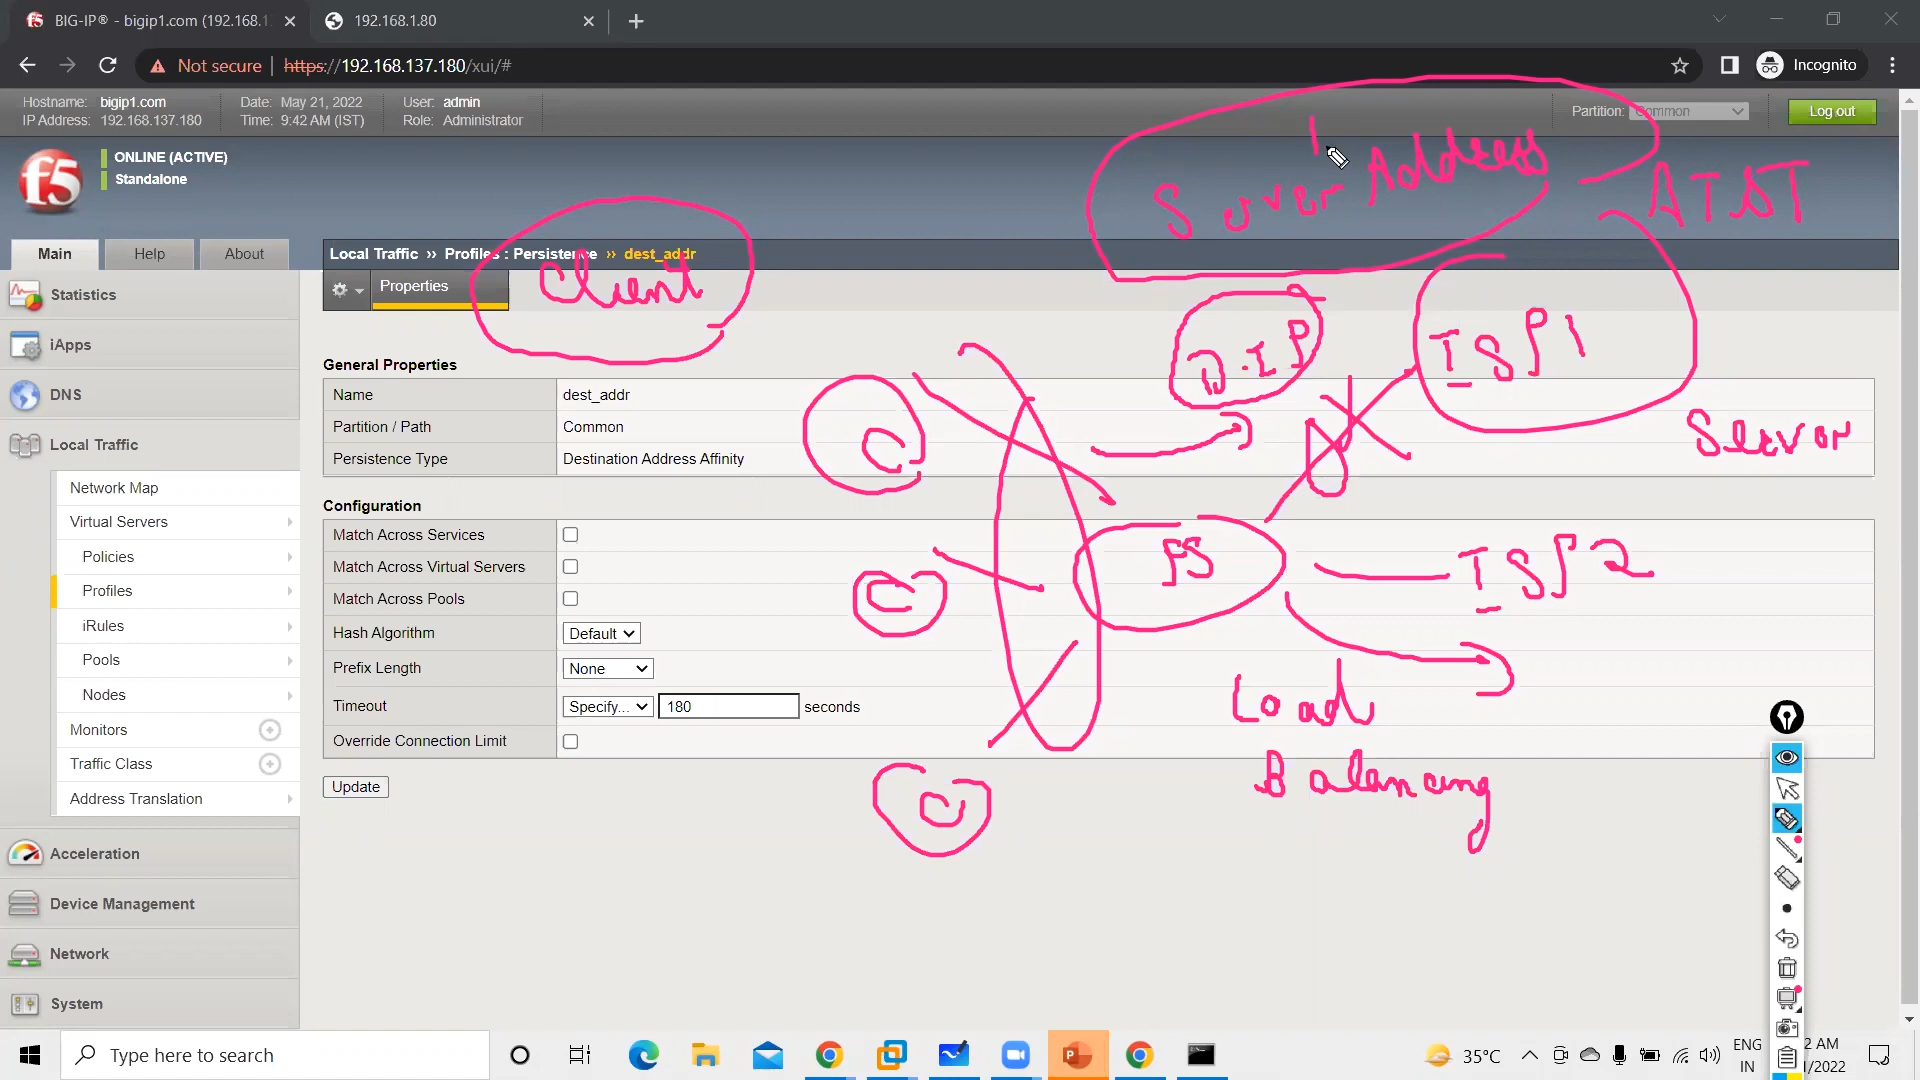 BIG-IP® - bigip1.com (192.168.1
192.168.1.80
Not secure
https://192.168.137.180/xui/#
Incognito
Hostname: bigip1.com
IP Address: 192.168.137.180
Date: May 21, 2022
Time: 9:42 AM (IST)
User: admin
Role: Administrator
Partition: Common
Log out
f5
ONLINE (ACTIVE)
Standalone
Server Address
Main
Help
About
Local Traffic ›› Profiles : Persistence ›› dest_addr
Properties
Client
D.IP
ISP1
Server
Statistics
iApps
DNS
Local Traffic
Network Map
Virtual Servers
Policies
Profiles
iRules
Pools
Nodes
Monitors
Traffic Class
Address Translation
Acceleration
Device Management
Network
System
General Properties
Name dest_addr
Partition / Path Common
Persistence Type Destination Address Affinity
Configuration
Match Across Services
Match Across Virtual Servers
Match Across Pools
Hash Algorithm Default
Prefix Length None
Timeout Specify... 180 seconds
Override Connection Limit
Update
C
C
C
F5
ISP2
Load
Balancing
Type here to search
35°C
ENG
IN
2 AM
/2022